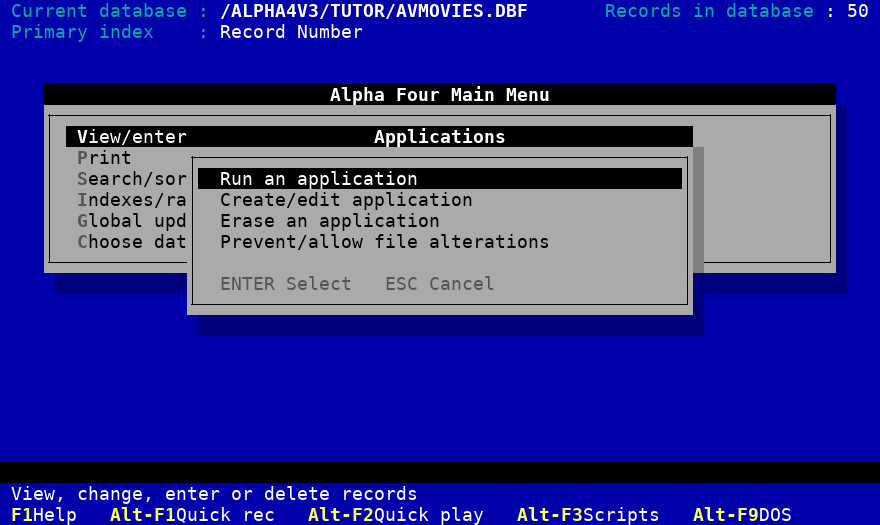 Current database : /ALPHA4V3/TUTOR/AVMOVIES.DBF Records in database : 50
Primary index : Record Number
Alpha Four Main Menu
View/enter Applications
Print
Search/sor Run an application
Indexes/ra Create/edit application
Global upd Erase an application
Choose dat Prevent/allow file alterations
ENTER Select ESC Cancel
View, change, enter or delete records
F1Help Alt-F1Quick rec Alt-F2Quick play Alt-F3Scripts Alt-F9DOS